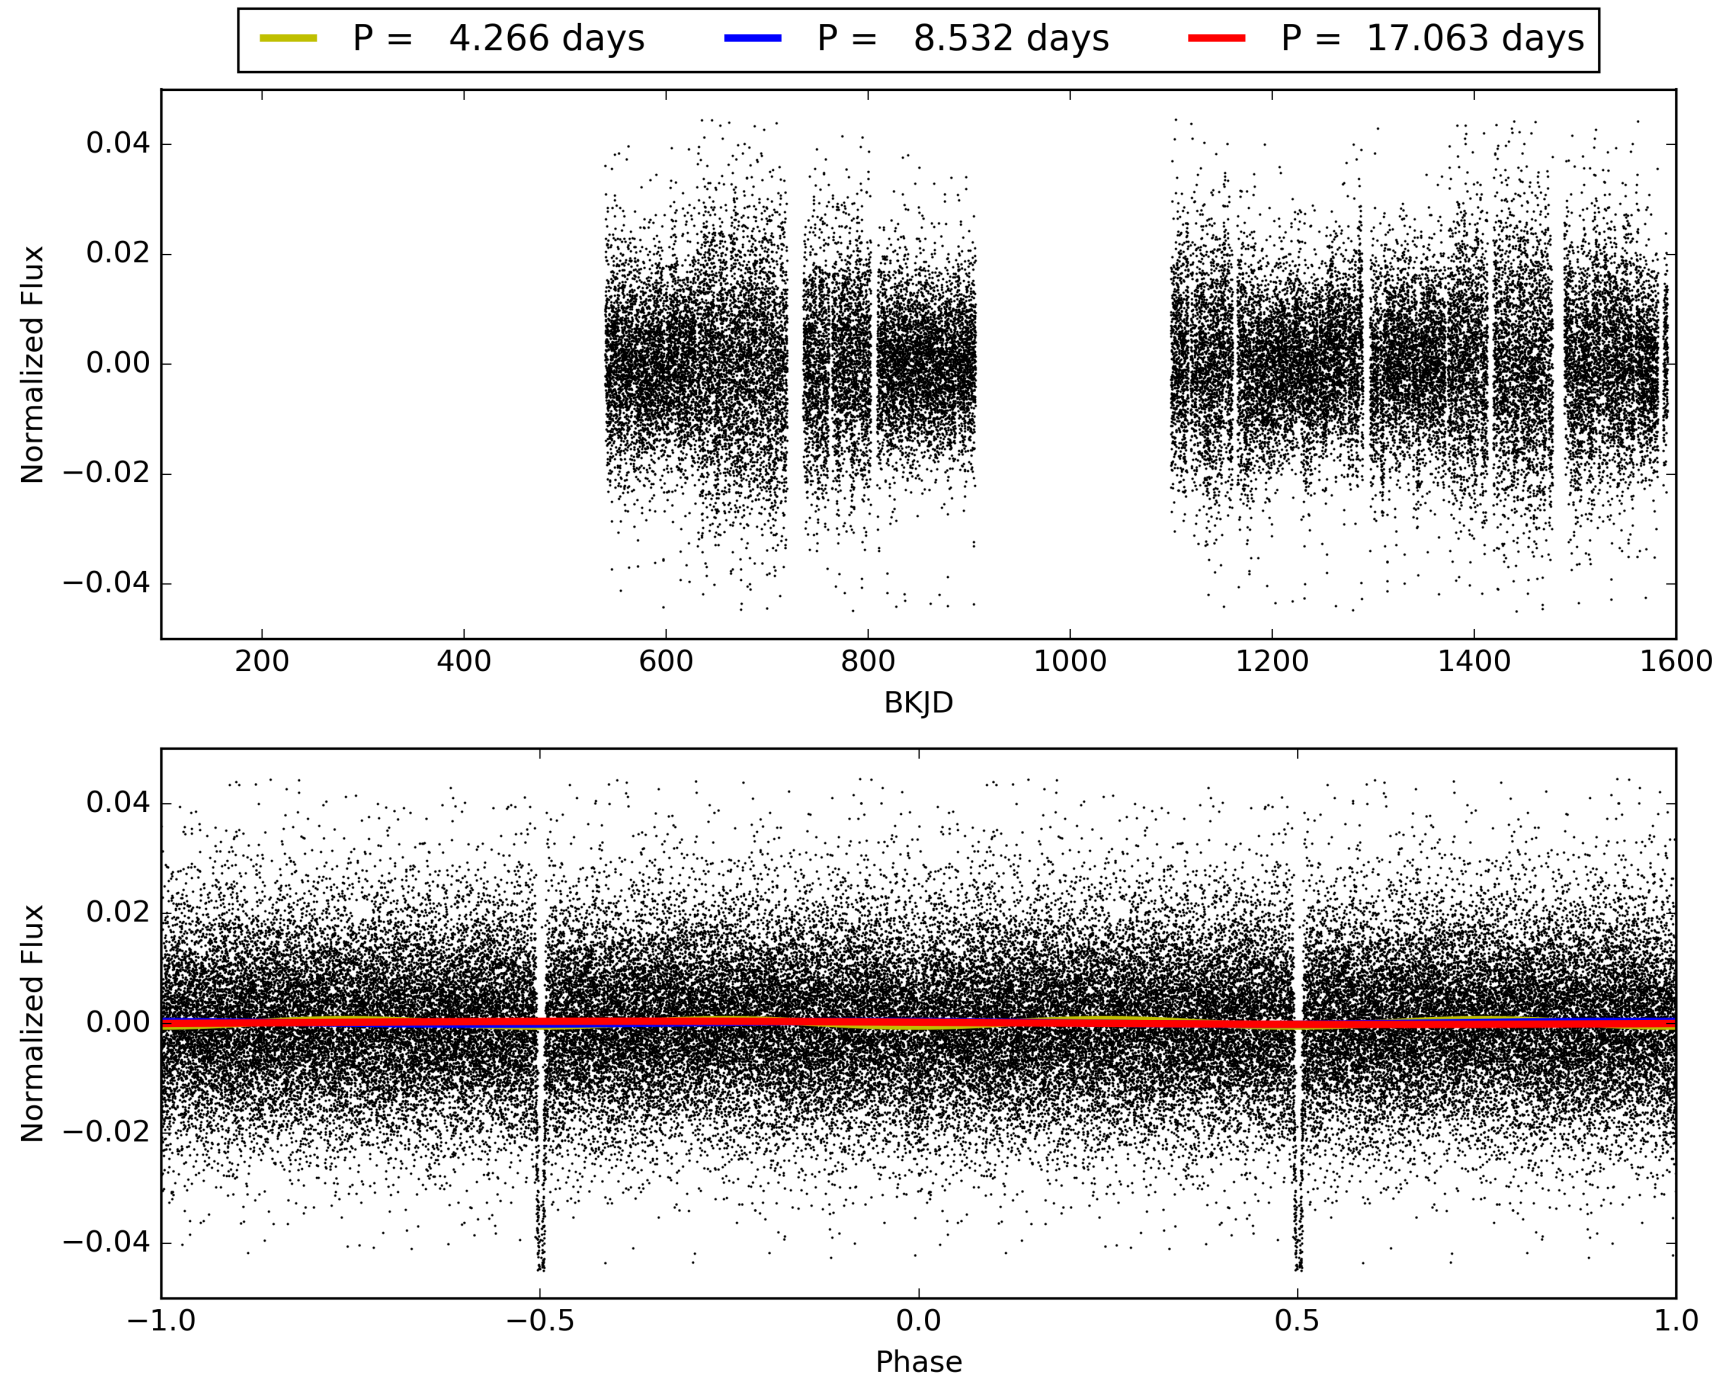 P = 4.266 days P = 8.532 days P = 17.063 days
0.04
0.02
0.00
−0.02
−0.04
Normalized Flux
200 400 600 800 1000 1200 1400 1600
BKJD
0.04
0.02
0.00
−0.02
−0.04
Normalized Flux
−1.0 −0.5 0.0 0.5 1.0
Phase